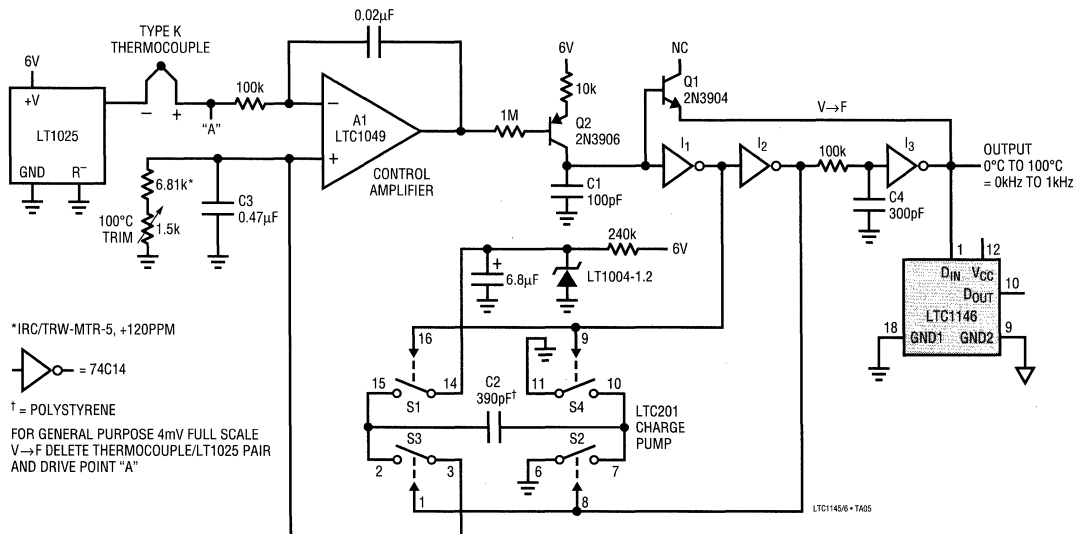 0.02µF
TYPE K
THERMOCOUPLE
6V
+V
LT1025
GND
R–
–
+
"A"
100k
–
A1
LTC1049
+
CONTROL
AMPLIFIER
6.81k*
100°C
TRIM
1.5k
C3
0.47µF
1M
6V
10k
Q2
2N3906
C1
100pF
NC
Q1
2N3904
V→F
I1
I2
100k
I3
C4
300pF
OUTPUT
0°C TO 100°C
= 0kHz TO 1kHz
1
12
DIN
VCC
DOUT
10
LTC1146
18
GND1
GND2
9
240k
6V
+
6.8µF
LT1004-1.2
16
9
15
14
S1
C2
390pF†
11
10
S4
LTC201
CHARGE
PUMP
S3
S2
2
3
6
7
1
8
*IRC/TRW-MTR-5, +120PPM
= 74C14
† = POLYSTYRENE
FOR GENERAL PURPOSE 4mV FULL SCALE
V→F DELETE THERMOCOUPLE/LT1025 PAIR
AND DRIVE POINT "A"
LTC1145/6 • TA05